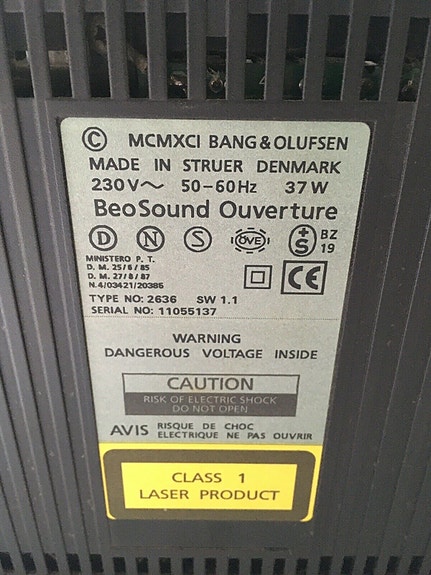 © MCMXCI BANG & OLUFSEN
MADE IN STRUER DENMARK
230V~ 50-60Hz 37W
BeoSound Ouverture
D N S ÖVE +S BZ 19
MINISTERO P. T.
D. M. 25/6/85
D. M. 27/8/87
N.4/03421/20385
CE
TYPE NO: 2636 SW 1.1
SERIAL NO: 11055137
WARNING
DANGEROUS VOLTAGE INSIDE
CAUTION
RISK OF ELECTRIC SHOCK
DO NOT OPEN
AVIS RISQUE DE CHOC
ELECTRIQUE NE PAS OUVRIR
CLASS 1
LASER PRODUCT